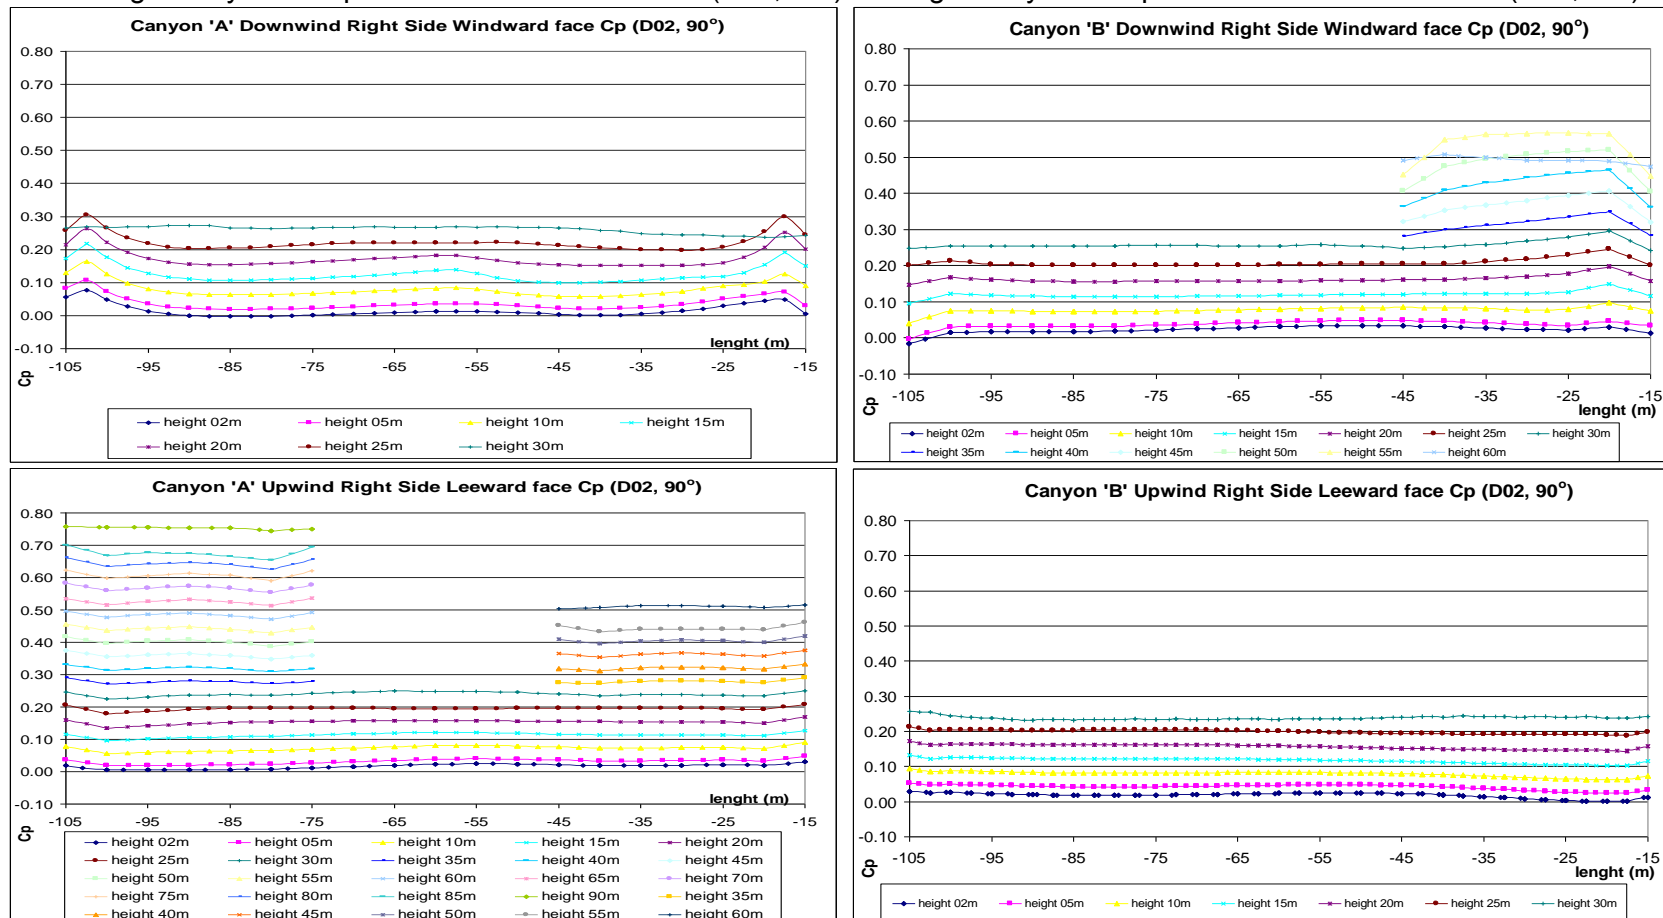 Canyon 'A' Downwind Right Side Windward face Cp (D02, 90°)
0.80
0.70
0.60
0.50
0.40
0.30
0.20
0.10
0.00
-0.10
lenght (m)
-105 -95 -85 -75 -65 -55 -45 -35 -25 -15
Cp
height 02m height 05m height 10m height 15m
height 20m height 25m height 30m
Canyon 'B' Downwind Right Side Windward face Cp (D02, 90°)
0.80
0.70
0.60
0.50
0.40
0.30
0.20
0.10
0.00
-0.10
-105 -95 -85 -75 -65 -55 -45 -35 -25 -15
Cp
lenght (m)
height 02m height 05m height 10m height 15m height 20m height 25m height 30m
height 35m height 40m height 45m height 50m height 55m height 60m
Canyon 'A' Upwind Right Side Leeward face Cp (D02, 90°)
0.80
0.70
0.60
0.50
0.40
0.30
0.20
0.10
0.00
-0.10
lenght (m)
-105 -95 -85 -75 -65 -55 -45 -35 -25 -15
Cp
height 02m height 05m height 10m height 15m height 20m
height 25m height 30m height 35m height 40m height 45m
height 50m height 55m height 60m height 65m height 70m
height 75m height 80m height 85m height 90m height 35m
height 40m height 45m height 50m height 55m height 60m
Canyon 'B' Upwind Right Side Leeward face Cp (D02, 90°)
0.80
0.70
0.60
0.50
0.40
0.30
0.20
0.10
0.00
-0.10
-105 -95 -85 -75 -65 -55 -45 -35 -25 -15
Cp
lenght (m)
height 02m height 05m height 10m height 15m height 20m height 25m height 30m